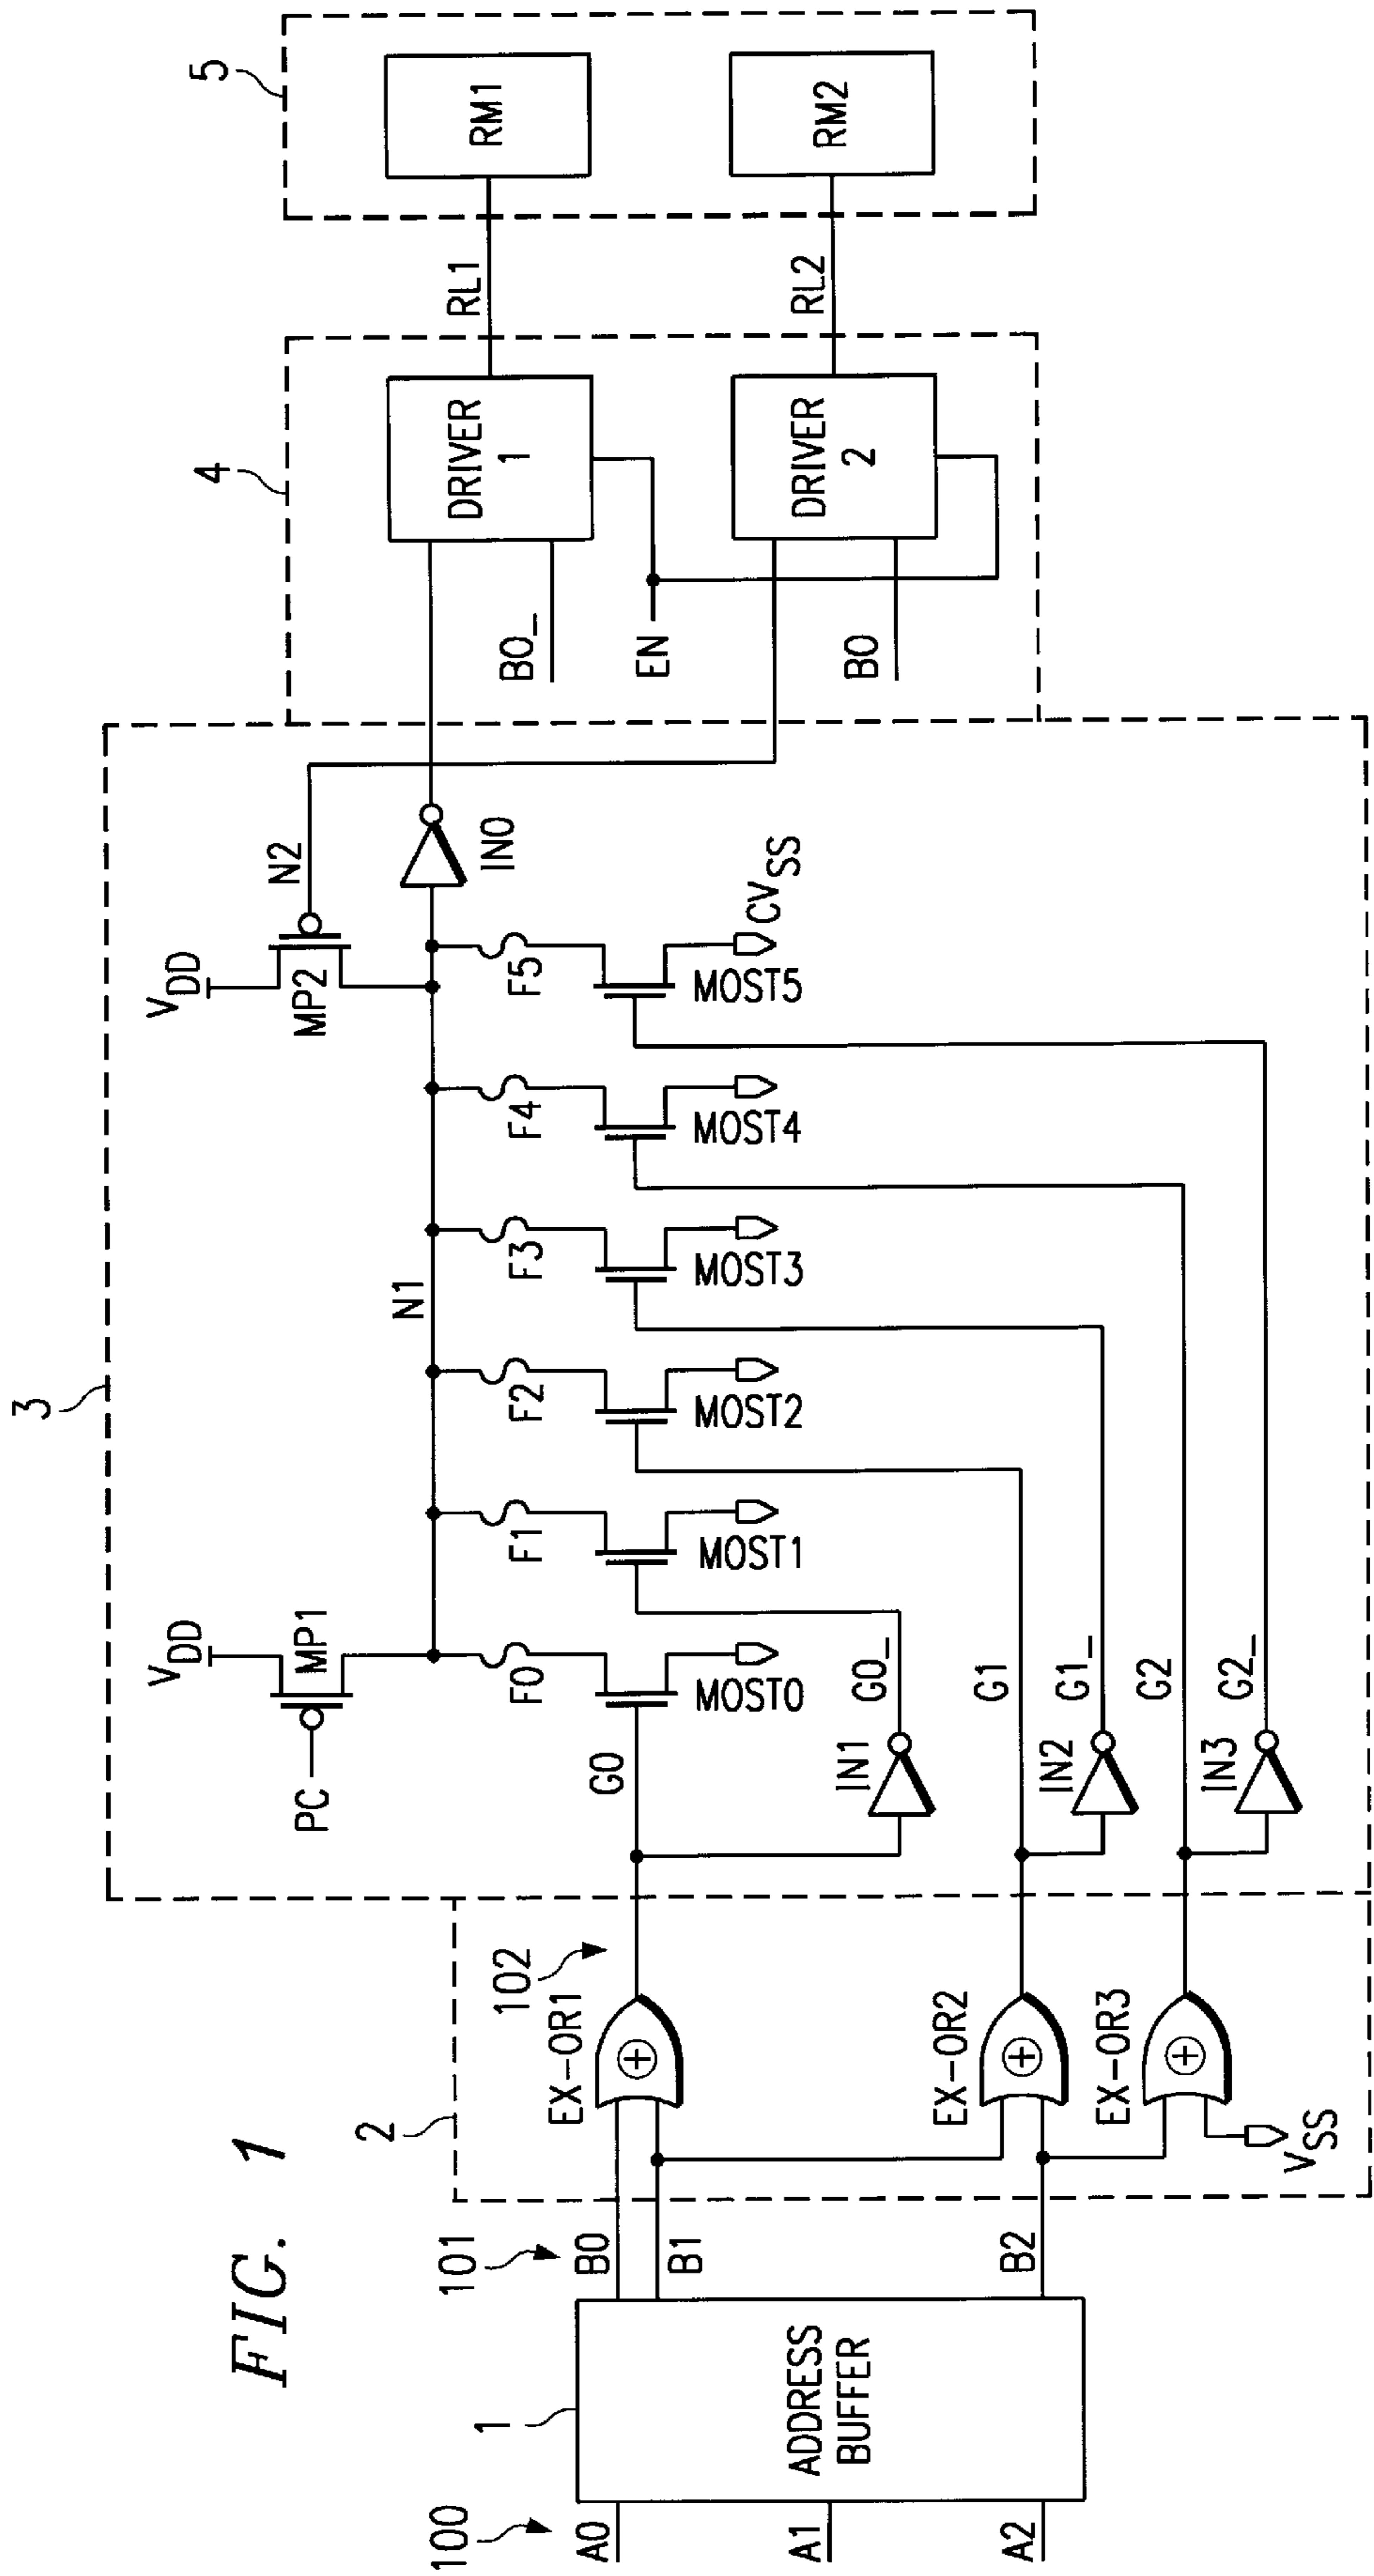 FIG. 1
100
A0
A1
A2
1
ADDRESS
BUFFER
101
B0
B1
B2
2
102
EX-OR1
EX-OR2
EX-OR3
VSS
3
PC
VDD
MP1
G0
IN1
G0_
G1
IN2
G1_
G2
IN3
G2_
N1
F0
MOST0
F1
MOST1
F2
MOST2
F3
MOST3
F4
MOST4
F5
MOST5
CVSS
VDD
MP2
N2
IN0
4
B0_
EN
B0
DRIVER
1
DRIVER
2
RL1
RL2
5
RM1
RM2